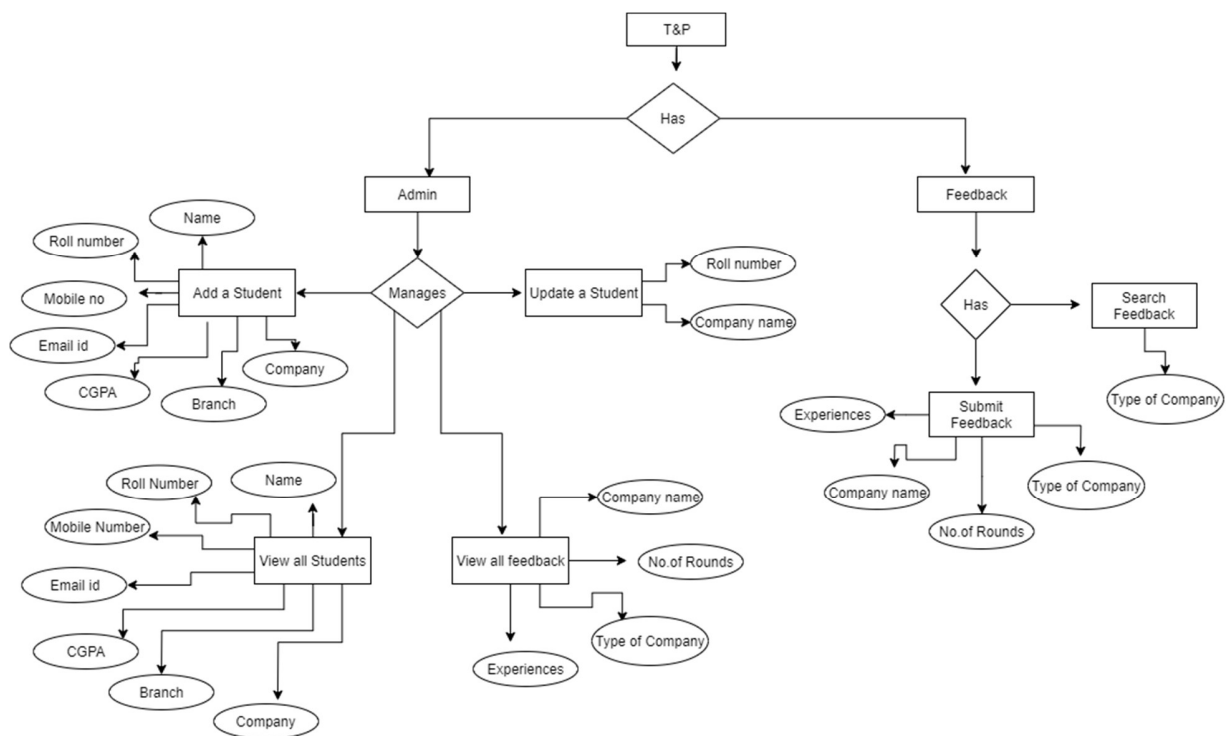 T&P
Has
Admin
Feedback
Name
Roll number
Mobile no
Add a Student
Email id
CGPA
Branch
Company
Manages
Update a Student
Roll number
Company name
Has
Search
Feedback
Type of Company
Submit
Feedback
Experiences
Company name
No.of Rounds
Type of Company
Roll Number
Name
Mobile Number
View all Students
Email id
CGPA
Branch
Company
View all feedback
Company name
No.of Rounds
Type of Company
Experiences